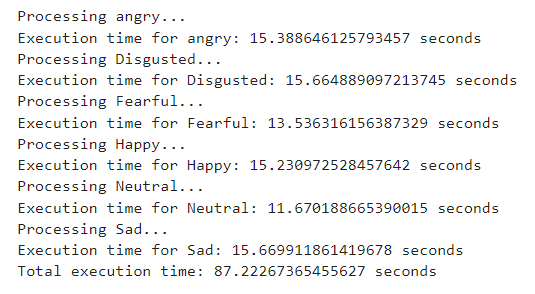 Processing angry...
Execution time for angry: 15.388646125793457 seconds
Processing Disgusted...
Execution time for Disgusted: 15.664889097213745 seconds
Processing Fearful...
Execution time for Fearful: 13.536316156387329 seconds
Processing Happy...
Execution time for Happy: 15.230972528457642 seconds
Processing Neutral...
Execution time for Neutral: 11.670188665390015 seconds
Processing Sad...
Execution time for Sad: 15.669911861419678 seconds
Total execution time: 87.22267365455627 seconds